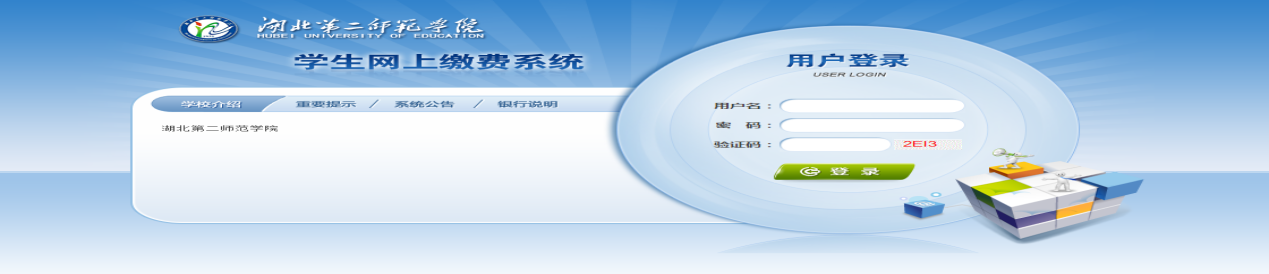 湖北第二师范学院
HUBEI UNIVERSITY OF EDUCATION
学生网上缴费系统
学校介绍 重要提示 / 系统公告 / 银行说明
湖北第二师范学院
用户登录
USER LOGIN
用户名：
密 码：
验证码： 2EI3
登 录